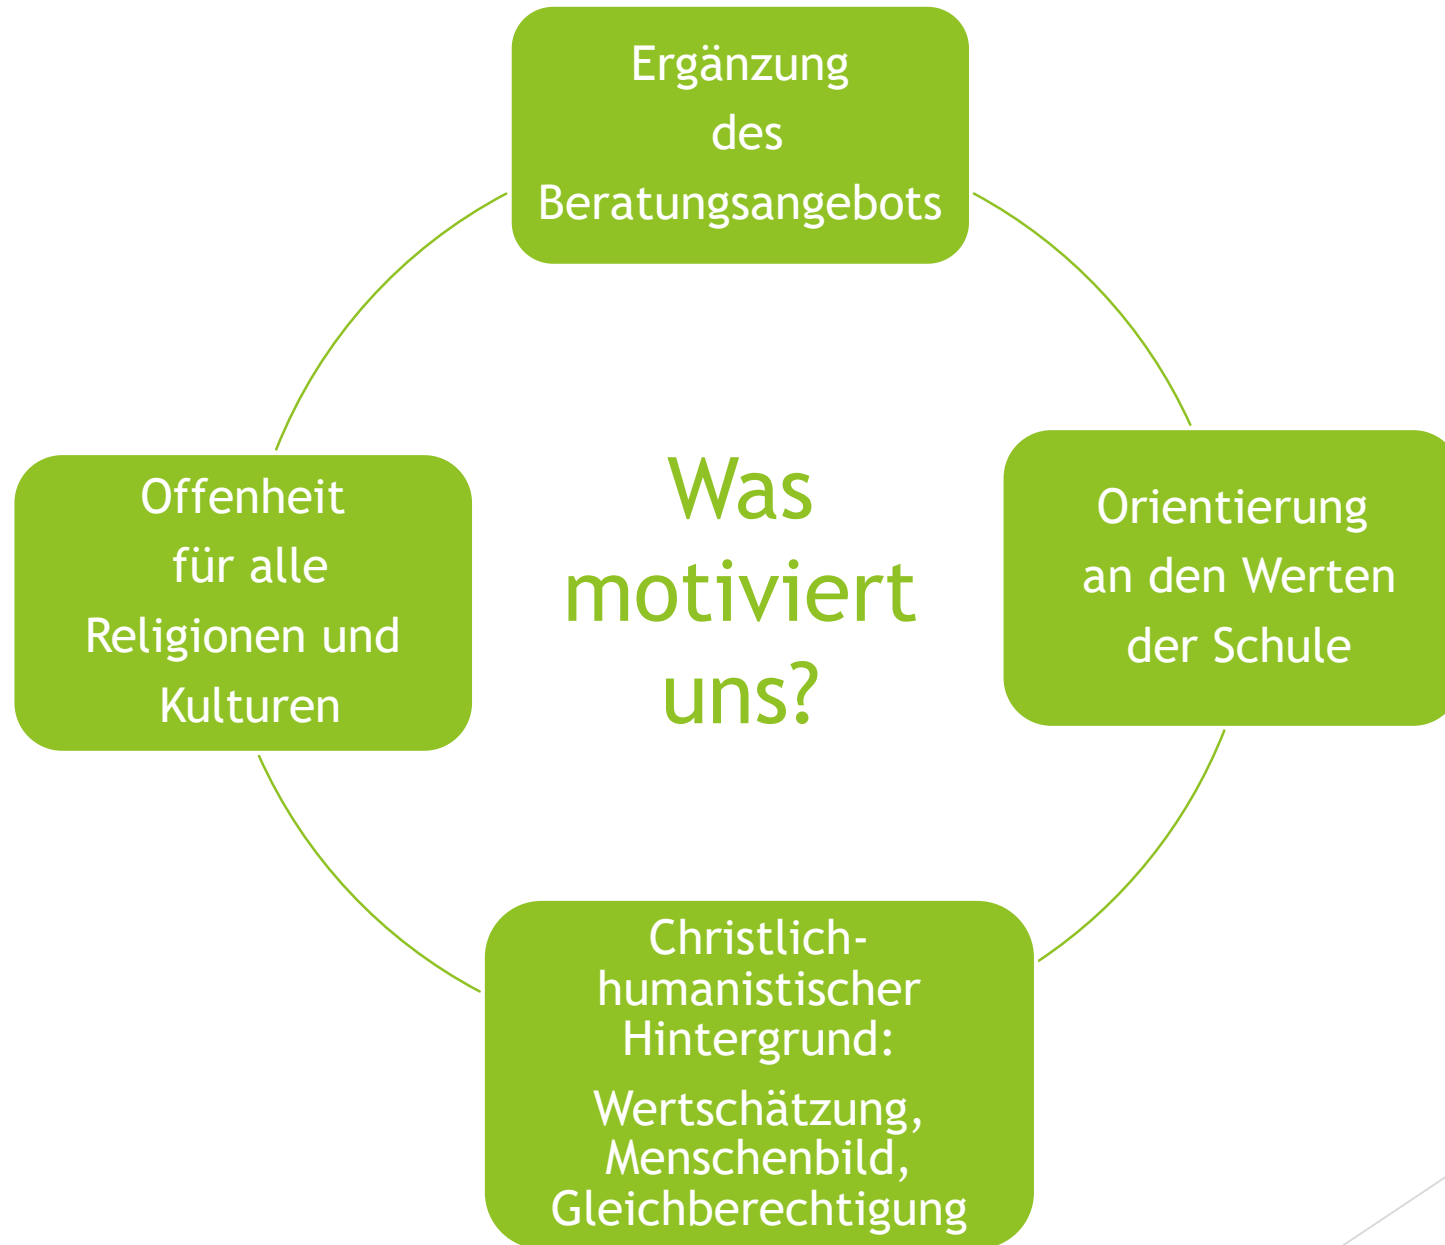 Ergänzung
des
Beratungsangebots
Offenheit
für alle
Religionen und
Kulturen
Was
motiviert
uns?
Orientierung
an den Werten
der Schule
Christlich-
humanistischer
Hintergrund:
Wertschätzung,
Menschenbild,
Gleichberechtigung